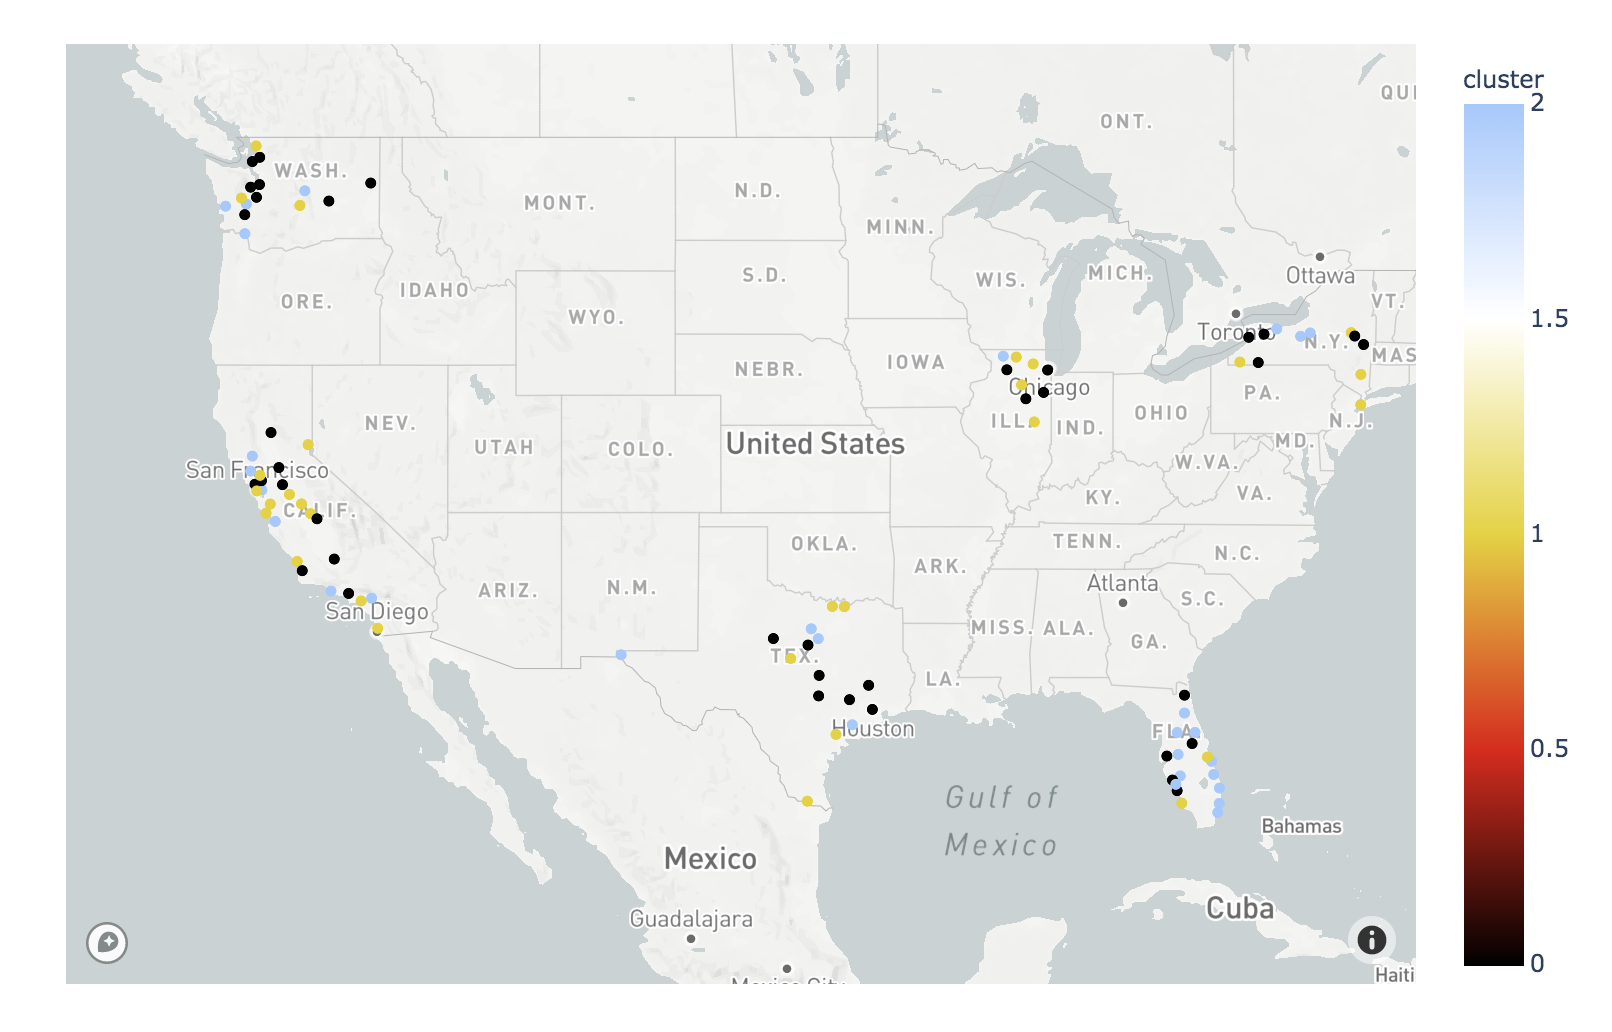 cluster
2
1.5
1
0.5
0
QUE
ONT.
WASH.
MONT.
N.D.
MINN.
Ottawa
S.D.
WIS.
MICH.
VT.
ORE.
IDAHO
WYO.
Toronto
N.Y.
MAS
NEBR.
IOWA
Chicago
PA.
NEV.
UTAH
COLO.
United States
ILL.
IND.
OHIO
N.J.
MD.
San Francisco
W.VA.
VA.
CALIF.
KY.
OKLA.
TENN.
N.C.
ARIZ.
N.M.
ARK.
Atlanta
S.C.
San Diego
MISS.
ALA.
GA.
TEX.
LA.
Houston
FLA.
Gulf of
Mexico
Bahamas
Mexico
Cuba
Guadalajara
Haiti
Mexico City